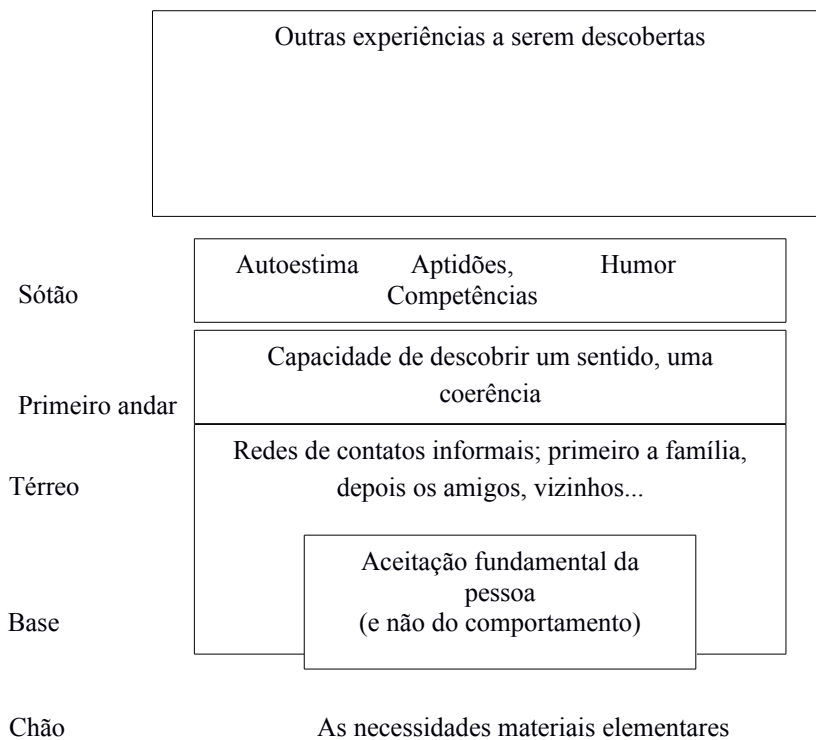 Outras experiências a serem descobertas
Autoestima Aptidões, Humor
Competências
Sótão
Capacidade de descobrir um sentido, uma
coerência
Primeiro andar
Redes de contatos informais; primeiro a família,
Térreo
depois os amigos, vizinhos...
Aceitação fundamental da
pessoa
Base
(e não do comportamento)
Chão As necessidades materiais elementares